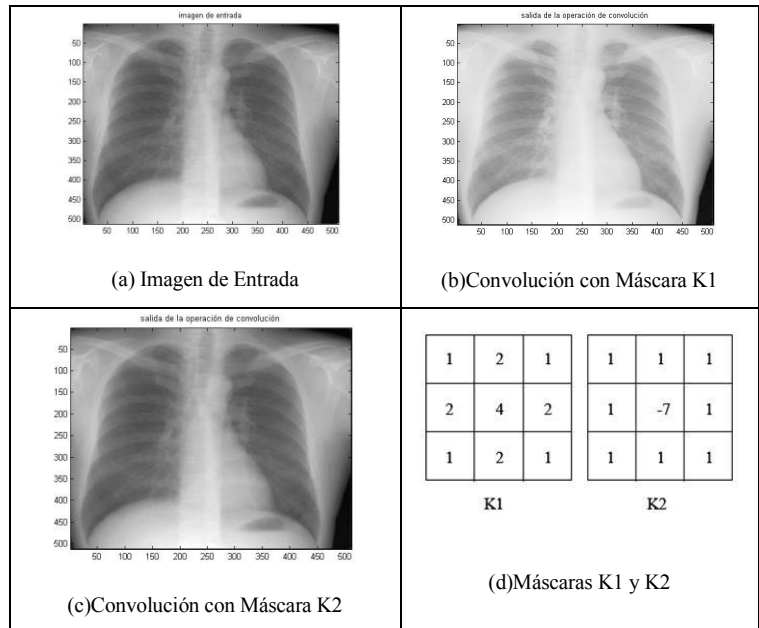 imagen de entrada
50
100
150
200
250
300
350
400
450
500
50 100 150 200 250 300 350 400 450 500
(a) Imagen de Entrada
salida de la operación de convolución
50
100
150
200
250
300
350
400
450
500
50 100 150 200 250 300 350 400 450 500
(b)Convolución con Máscara K1
salida de la operación de convolución
50
100
150
200
250
300
350
400
450
500
50 100 150 200 250 300 350 400 450 500
(c)Convolución con Máscara K2
1 2 1
2 4 2
1 2 1
K1
1 1 1
1 -7 1
1 1 1
K2
(d)Máscaras K1 y K2